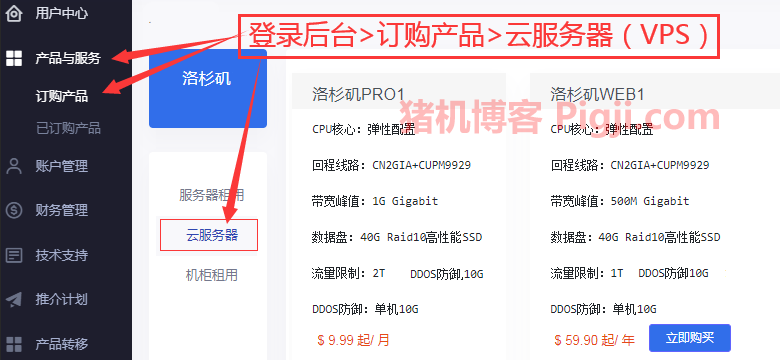 登录后台>订购产品>云服务器（VPS）
用户中心
产品与服务
订购产品
已订购产品
账户管理
财务管理
技术支持
推介计划
产品转移
洛杉矶
服务器租用
云服务器
机柜租用
洛杉矶PRO1
CPU核心：弹性配置
回程线路：CN2GIA+CUPM9929
带宽峰值：1G Gigabit
数据盘：40G Raid10高性能SSD
流量限制：2T DDOS防御,10G
DDOS防御：单机10G
$ 9.99 起/ 月
洛杉矶WEB1
CPU核心：弹性配置
回程线路：CN2GIA+CUPM9929
带宽峰值：500M Gigabit
数据盘：40G Raid10高性能SSD
流量限制：1T DDOS防御,10G
DDOS防御：单机10G
$ 59.90 起/ 年
立即购买
猪机博客 Pigji.com